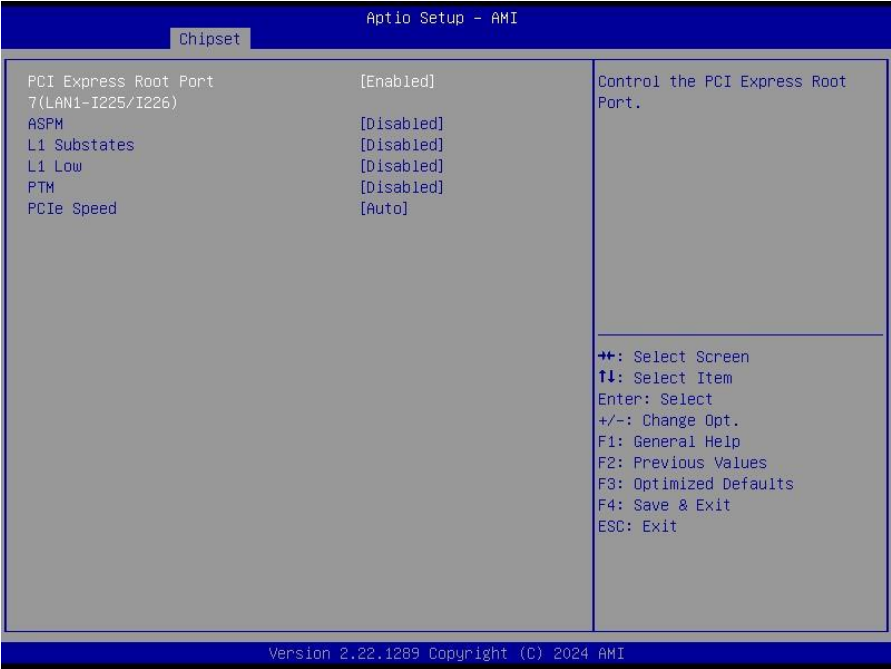 Aptio Setup - AMI
Chipset
PCI Express Root Port [Enabled]
7(LAN1-I225/I226)
ASPM [Disabled]
L1 Substates [Disabled]
L1 Low [Disabled]
PTM [Disabled]
PCIe Speed [Auto]
Control the PCI Express Root
Port.
→←: Select Screen
↑↓: Select Item
Enter: Select
+/-: Change Opt.
F1: General Help
F2: Previous Values
F3: Optimized Defaults
F4: Save & Exit
ESC: Exit
Version 2.22.1289 Copyright (C) 2024 AMI